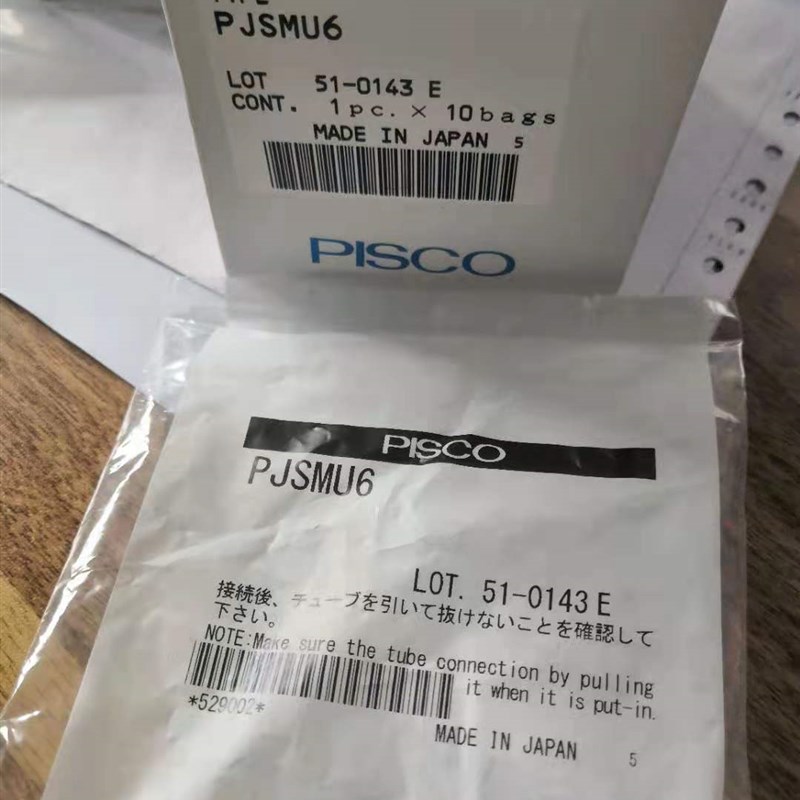 PJSMU6
LOT 51-0143 E
CONT. 1pc. × 10bags
MADE IN JAPAN 5
PISCO
PISCO
PJSMU6
LOT. 51-0143 E
接続後、チューブを引いて抜けないことを確認して
下さい。
NOTE:Make sure the tube connection by pulling
it when it is put-in.
*529002*
MADE IN JAPAN 5